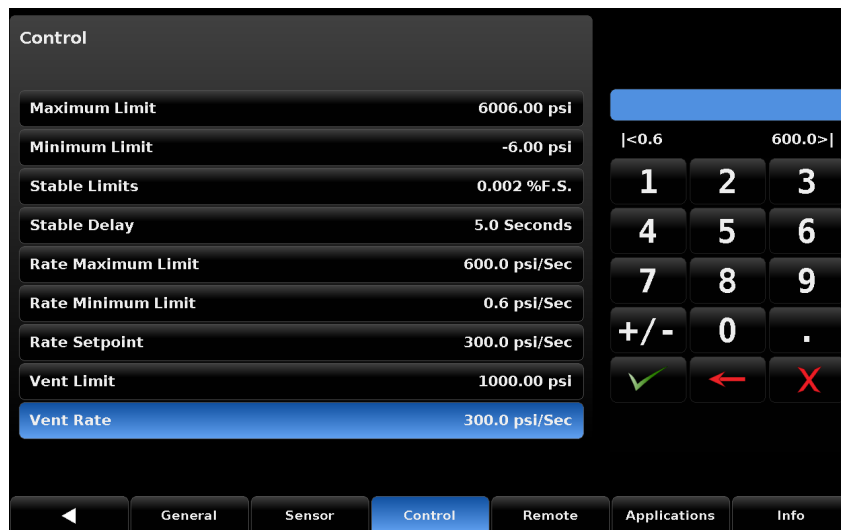 Control
Maximum Limit 6006.00 psi
Minimum Limit -6.00 psi
Stable Limits 0.002 %F.S.
Stable Delay 5.0 Seconds
Rate Maximum Limit 600.0 psi/Sec
Rate Minimum Limit 0.6 psi/Sec
Rate Setpoint 300.0 psi/Sec
Vent Limit 1000.00 psi
Vent Rate 300.0 psi/Sec
|<0.6 600.0>|
1 2 3
4 5 6
7 8 9
+/- 0 .
General Sensor Control Remote Applications Info